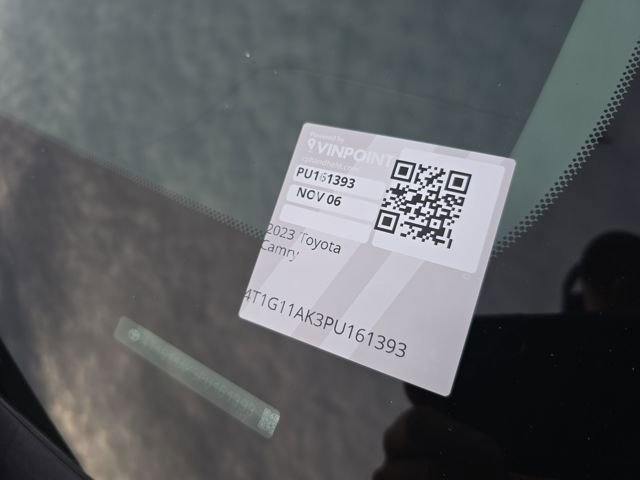 Powered by
VINPOINT
PU161393
NOV 06
2023 Toyota
Camry
4T1G11AK3PU161393